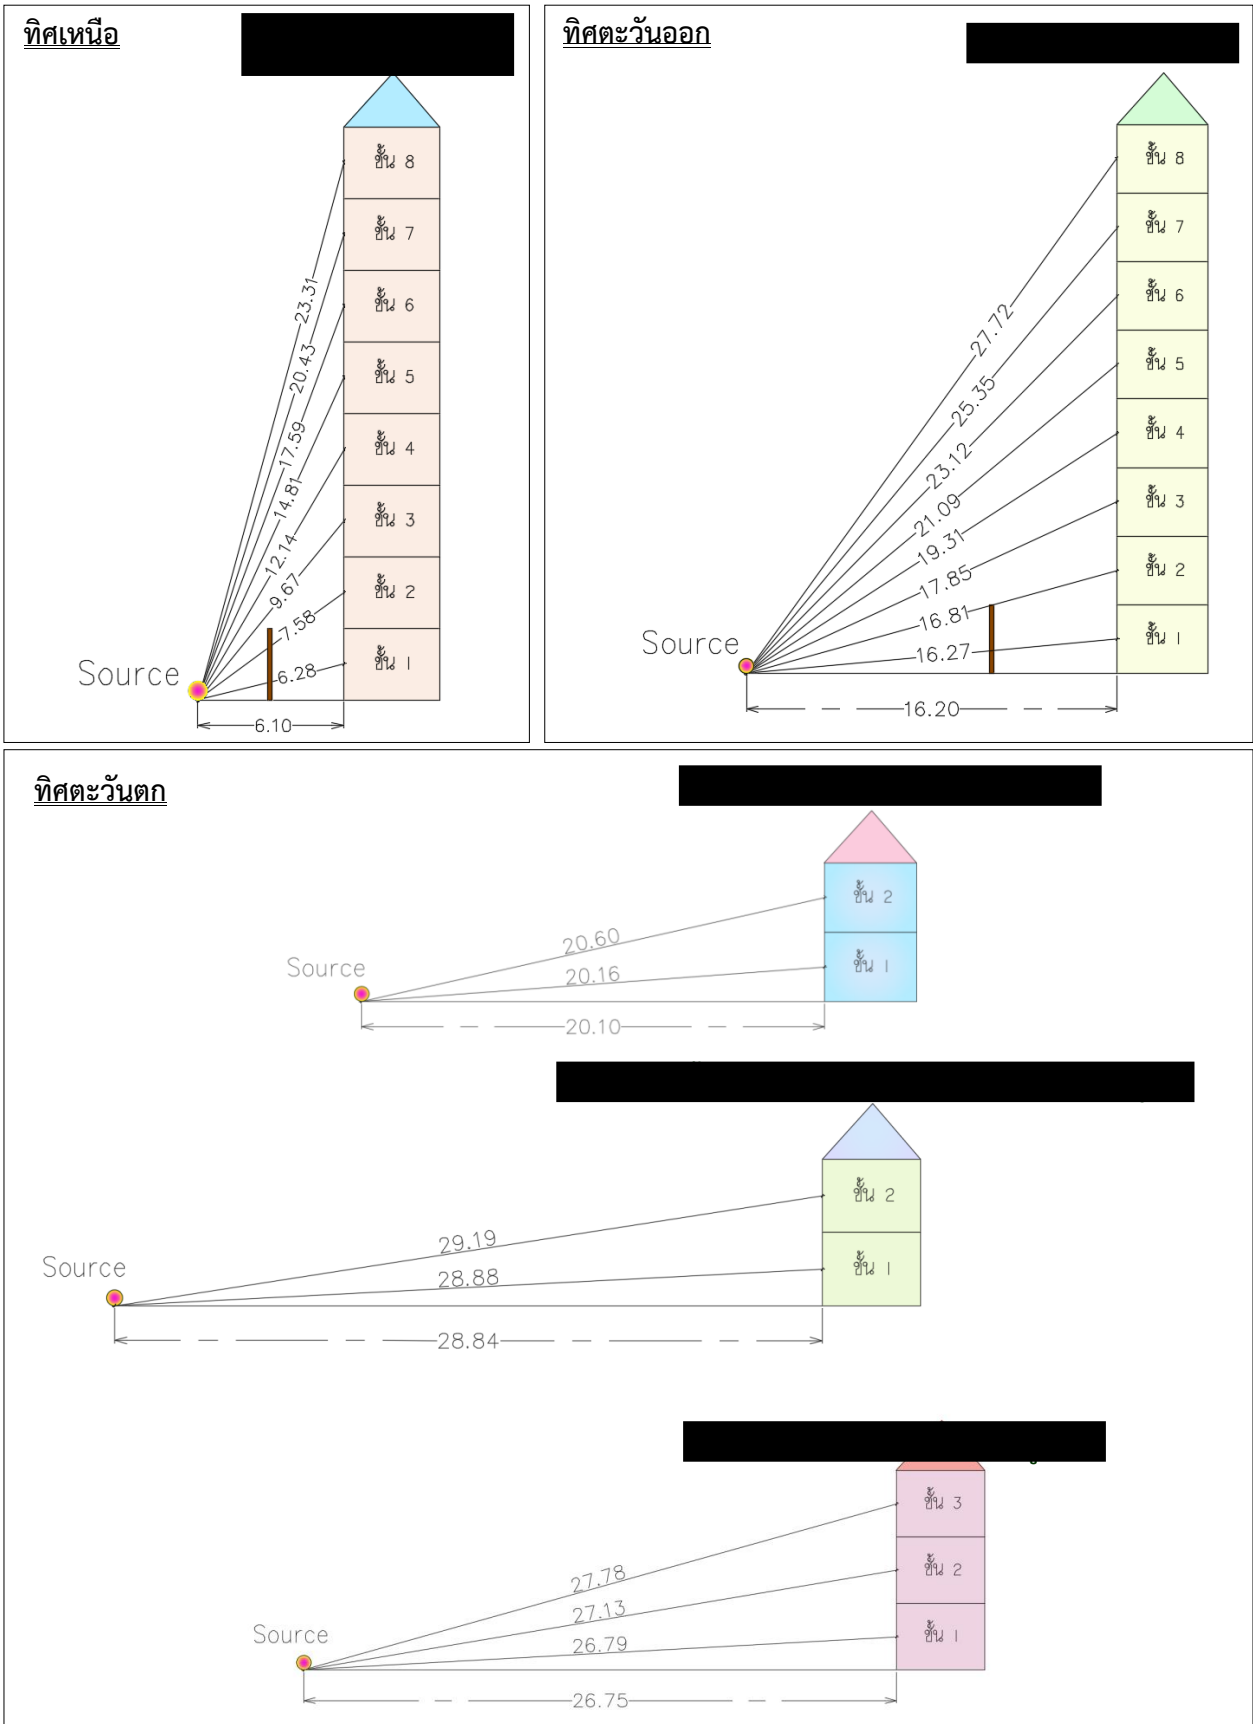 ทิศเหนือ
ชั้น 8
ชั้น 7
ชั้น 6
ชั้น 5
ชั้น 4
ชั้น 3
ชั้น 2
ชั้น 1
23.31
20.43
17.59
14.81
12.14
9.67
7.58
6.28
Source
6.10
ทิศตะวันออก
ชั้น 8
ชั้น 7
ชั้น 6
ชั้น 5
ชั้น 4
ชั้น 3
ชั้น 2
ชั้น 1
27.72
25.35
23.12
21.09
19.31
17.85
16.81
16.27
Source
16.20
ทิศตะวันตก
ชั้น 2
ชั้น 1
20.60
20.16
Source
20.10
ชั้น 2
ชั้น 1
29.19
28.88
Source
28.84
ชั้น 3
ชั้น 2
ชั้น 1
27.78
27.13
26.79
Source
26.75